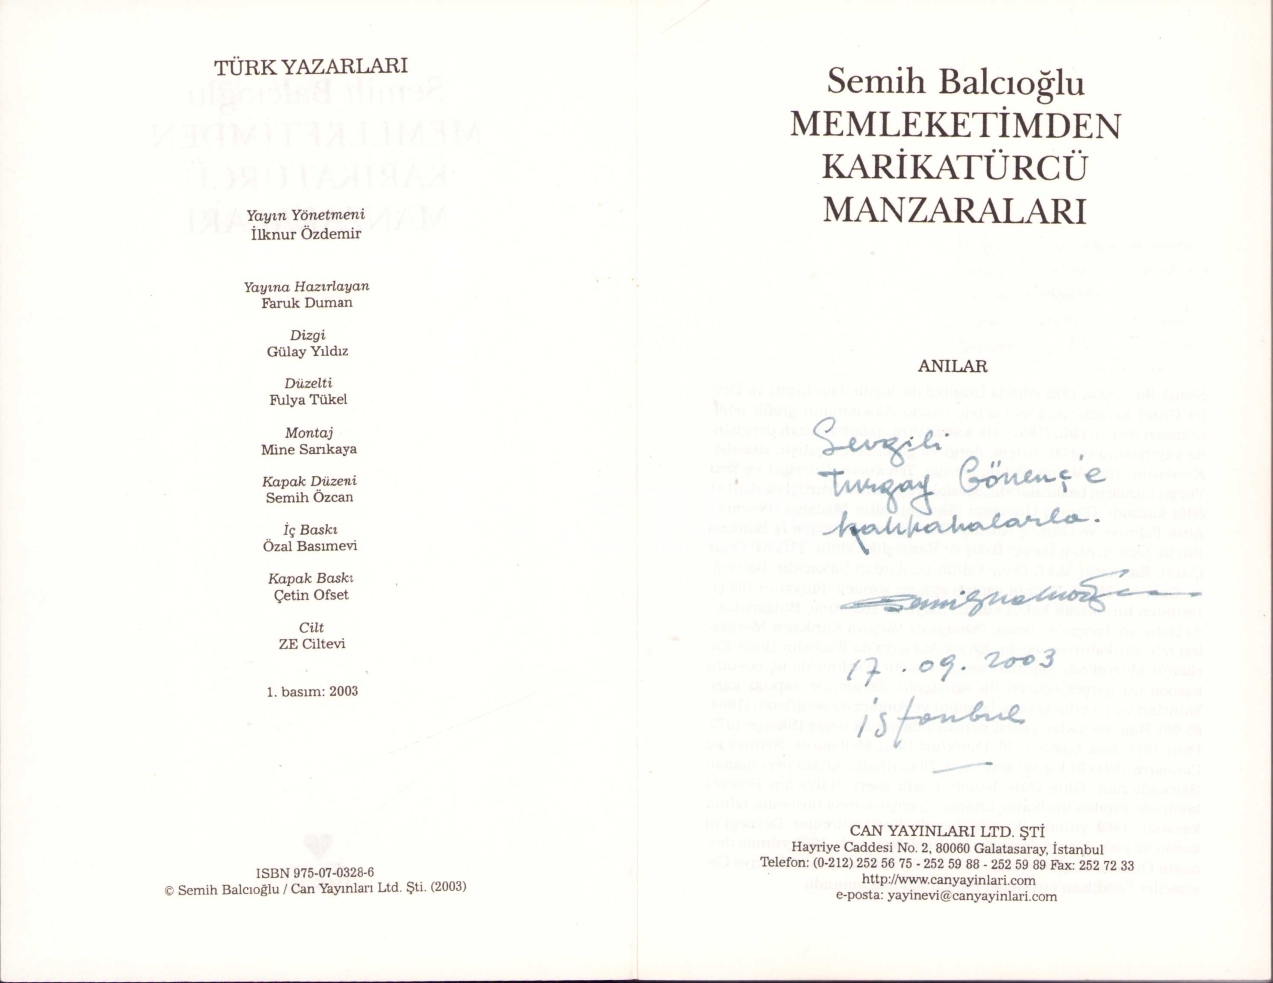 TÜRK YAZARLARI
Yayın Yönetmeni
İlknur Özdemir
Yayına Hazırlayan
Faruk Duman
Dizgi
Gülay Yıldız
Düzelti
Fulya Tükel
Montaj
Mine Sarıkaya
Kapak Düzeni
Semih Özcan
İç Baskı
Özal Basımevi
Kapak Baskı
Çetin Ofset
Cilt
ZE Ciltevi
1. basım: 2003
ISBN 975-07-0328-6
© Semih Balcıoğlu / Can Yayınları Ltd. Şti. (2003)
Semih Balcıoğlu
MEMLEKETİMDEN
KARİKATÜRCÜ
MANZARALARI
ANILAR
Sevgili
Turgay Gönenç'e
kahkahalarla.
Semih Balcıoğlu
17.09.2003
istanbul
CAN YAYINLARI LTD. ŞTİ
Hayriye Caddesi No. 2, 80060 Galatasaray, İstanbul
Telefon: (0-212) 252 56 75 - 252 59 88 - 252 59 89 Fax: 252 72 33
http://www.canyayinlari.com
e-posta: yayinevi@canyayinlari.com